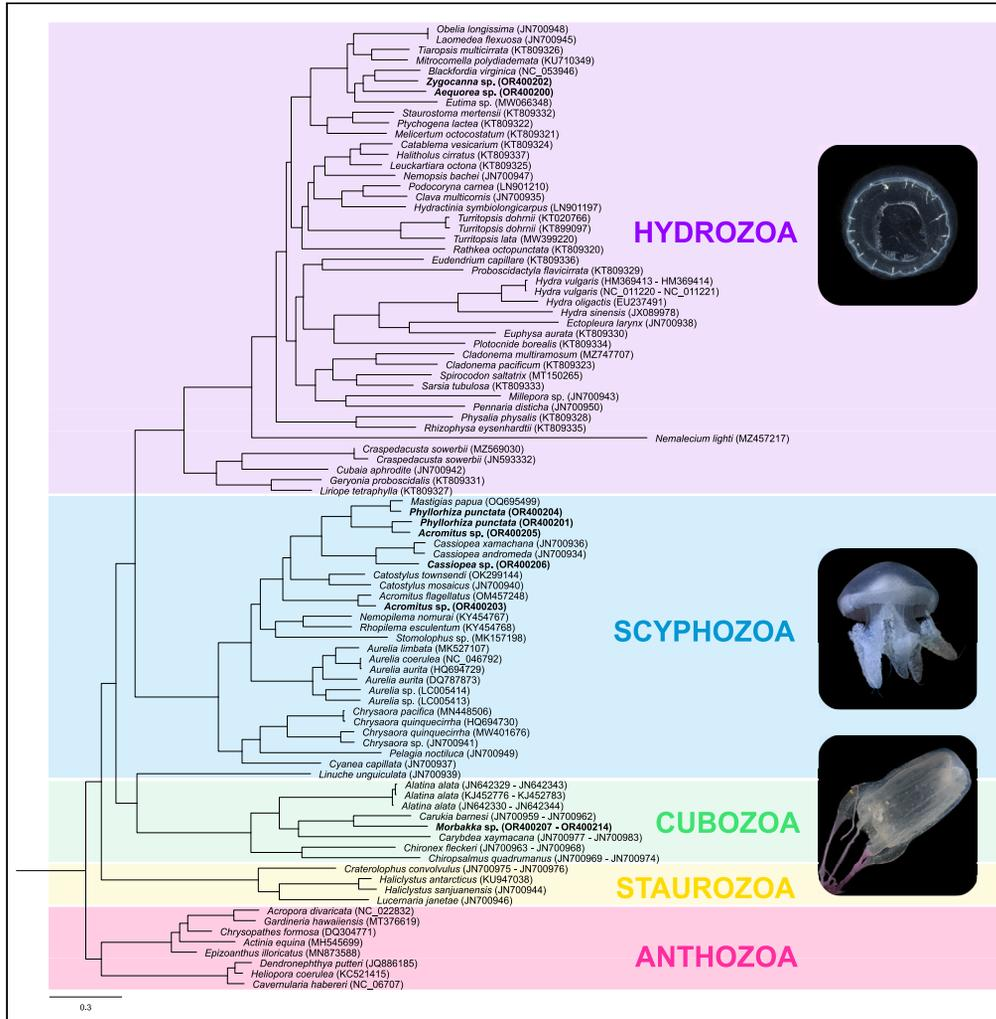 Obelia longissima (JN700948)
Laomedea flexuosa (JN700945)
Tiaropsis multicirrata (KT809326)
Mitrocomella polydiademata (KU710349)
Blackfordia virginica (NC_053946)
Zygocanna sp. (OR400202)
Aequorea sp. (OR400200)
Eutima sp. (MW066348)
Staurostoma mertensii (KT809332)
Ptychogena lactea (KT809322)
Melicertum octocostatum (KT809321)
Catablema vesicarium (KT809324)
Halitholus cirratus (KT809337)
Leuckartiara octona (KT809325)
Nemopsis bachei (JN700947)
Podocoryna carnea (LN901210)
Clava multicornis (JN700935)
Hydractinia symbiolongicarpus (LN901197)
Turritopsis dohrnii (KT020766)
Turritopsis dohrnii (KT899097)
Turritopsis lata (MW399220)
Rathkea octopunctata (KT809320)
HYDROZOA
Eudendrium capillare (KT809336)
Proboscidactyla flavicirrata (KT809329)
Hydra vulgaris (HM369413 - HM369414)
Hydra vulgaris (NC_011220 - NC_011221)
Hydra oligactis (EU237491)
Hydra sinensis (JX089978)
Ectopleura larynx (JN700938)
Euphysa aurata (KT809330)
Plotocnide borealis (KT809334)
Cladonema multiramosum (MZ747707)
Cladonema pacificum (KT809323)
Spirocodon saltatrix (MT150265)
Sarsia tubulosa (KT809333)
Millepora sp. (JN700943)
Pennaria disticha (JN700950)
Physalia physalis (KT809328)
Rhizophysa eysenhardtii (KT809335)
Nemalecium lighti (MZ457217)
Craspedacusta sowerbii (MZ569030)
Craspedacusta sowerbii (JN593332)
Cubaia aphrodite (JN700942)
Geryonia proboscidalis (KT809331)
Liriope tetraphylla (KT809327)
Mastigias papua (OQ695499)
Phyllorhiza punctata (OR400204)
Phyllorhiza punctata (OR400201)
Acromitus sp. (OR400205)
Cassiopea xamachana (JN700936)
Cassiopea andromeda (JN700934)
Cassiopea sp. (OR400206)
Catostylus townsendi (OK299144)
Catostylus mosaicus (JN700940)
Acromitus flagellatus (OM457248)
Acromitus sp. (OR400203)
Nemopilema nomurai (KY454767)
Rhopilema esculentum (KY454768)
SCYPHOZOA
Stomolophus sp. (MK157198)
Aurelia limbata (MK527107)
Aurelia coerulea (NC_046792)
Aurelia aurita (HQ694729)
Aurelia aurita (DQ787873)
Aurelia sp. (LC005414)
Aurelia sp. (LC005413)
Chrysaora pacifica (MN448506)
Chrysaora quinquecirrha (HQ694730)
Chrysaora quinquecirrha (MW401676)
Chrysaora sp. (JN700941)
Pelagia noctiluca (JN700949)
Cyanea capillata (JN700937)
Linuche unguiculata (JN700939)
Alatina alata (JN642329 - JN642343)
Alatina alata (KJ452776 - KJ452783)
Alatina alata (JN642330 - JN642344)
Carukia barnesi (JN700959 - JN700962)
CUBOZOA
Morbakka sp. (OR400207 - OR400214)
Carybdea xaymacana (JN700977 - JN700983)
Chironex fleckeri (JN700963 - JN700968)
Chiropsalmus quadrumanus (JN700969 - JN700974)
Craterolophus convolvulus (JN700975 - JN700976)
Haliclystus antarcticus (KU947038)
STAUROZOA
Haliclystus sanjuanensis (JN700944)
Lucernaria janetae (JN700946)
Acropora divaricata (NC_022832)
Gardineria hawaiiensis (MT376619)
Chrysopathes formosa (DQ304771)
Actinia equina (MH545699)
Epizoanthus illoricatus (MN873588)
ANTHOZOA
Dendronephthya putteri (JQ886185)
Heliopora coerulea (KC521415)
Cavernularia habereri (NC_06707)
0.3